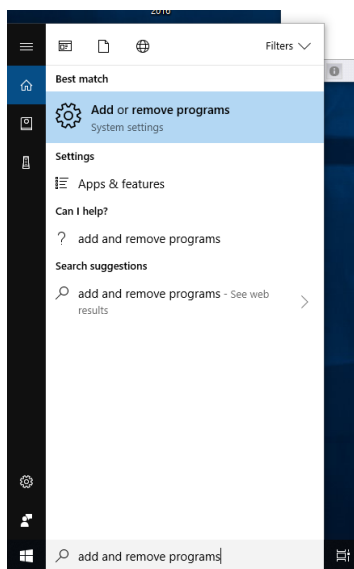 2016
Filters
Best match
Add or remove programs
System settings
Settings
Apps & features
Can I help?
? add and remove programs
Search suggestions
add and remove programs - See web
results
add and remove programs